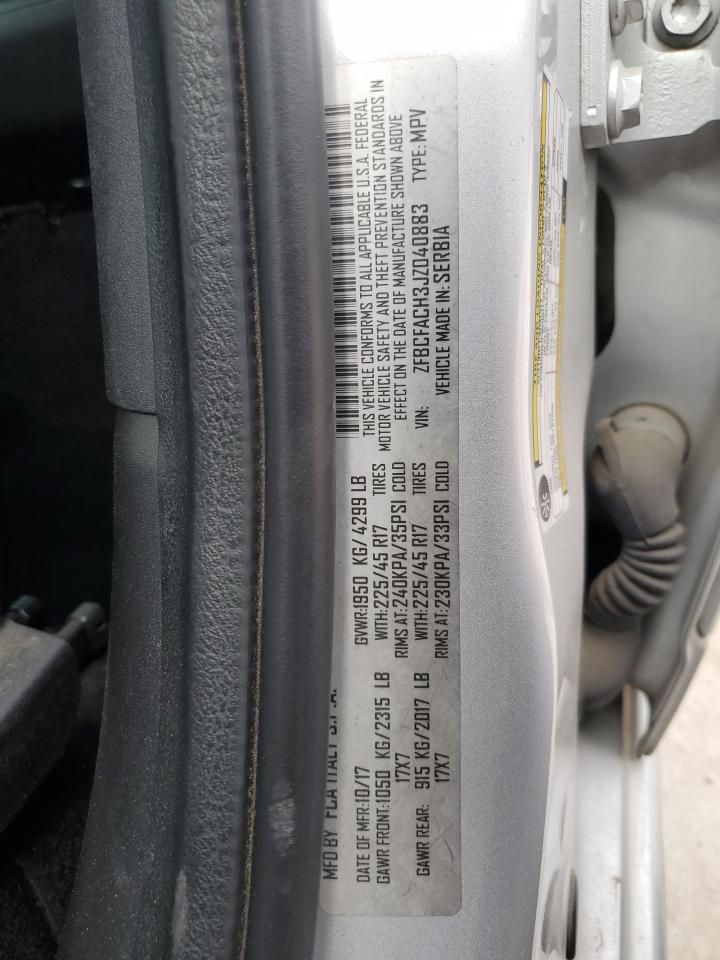 MFD BY FCA ITALY S.P.A.
DATE OF MFR:10/17 GVWR:1950 KG/4299 LB
GAWR FRONT:1050 KG/2315 LB WITH:225/45 R17 TIRES
17X7 RIMS AT:240KPA/35PSI COLD
GAWR REAR: 915 KG/2017 LB WITH:225/45 R17 TIRES
17X7 RIMS AT:230KPA/33PSI COLD
THIS VEHICLE CONFORMS TO ALL APPLICABLE U.S.A. FEDERAL
MOTOR VEHICLE SAFETY AND THEFT PREVENTION STANDARDS IN
EFFECT ON THE DATE OF MANUFACTURE SHOWN ABOVE
VIN: ZFBCFACH3JZ040883 TYPE: MPV
VEHICLE MADE IN: SERBIA